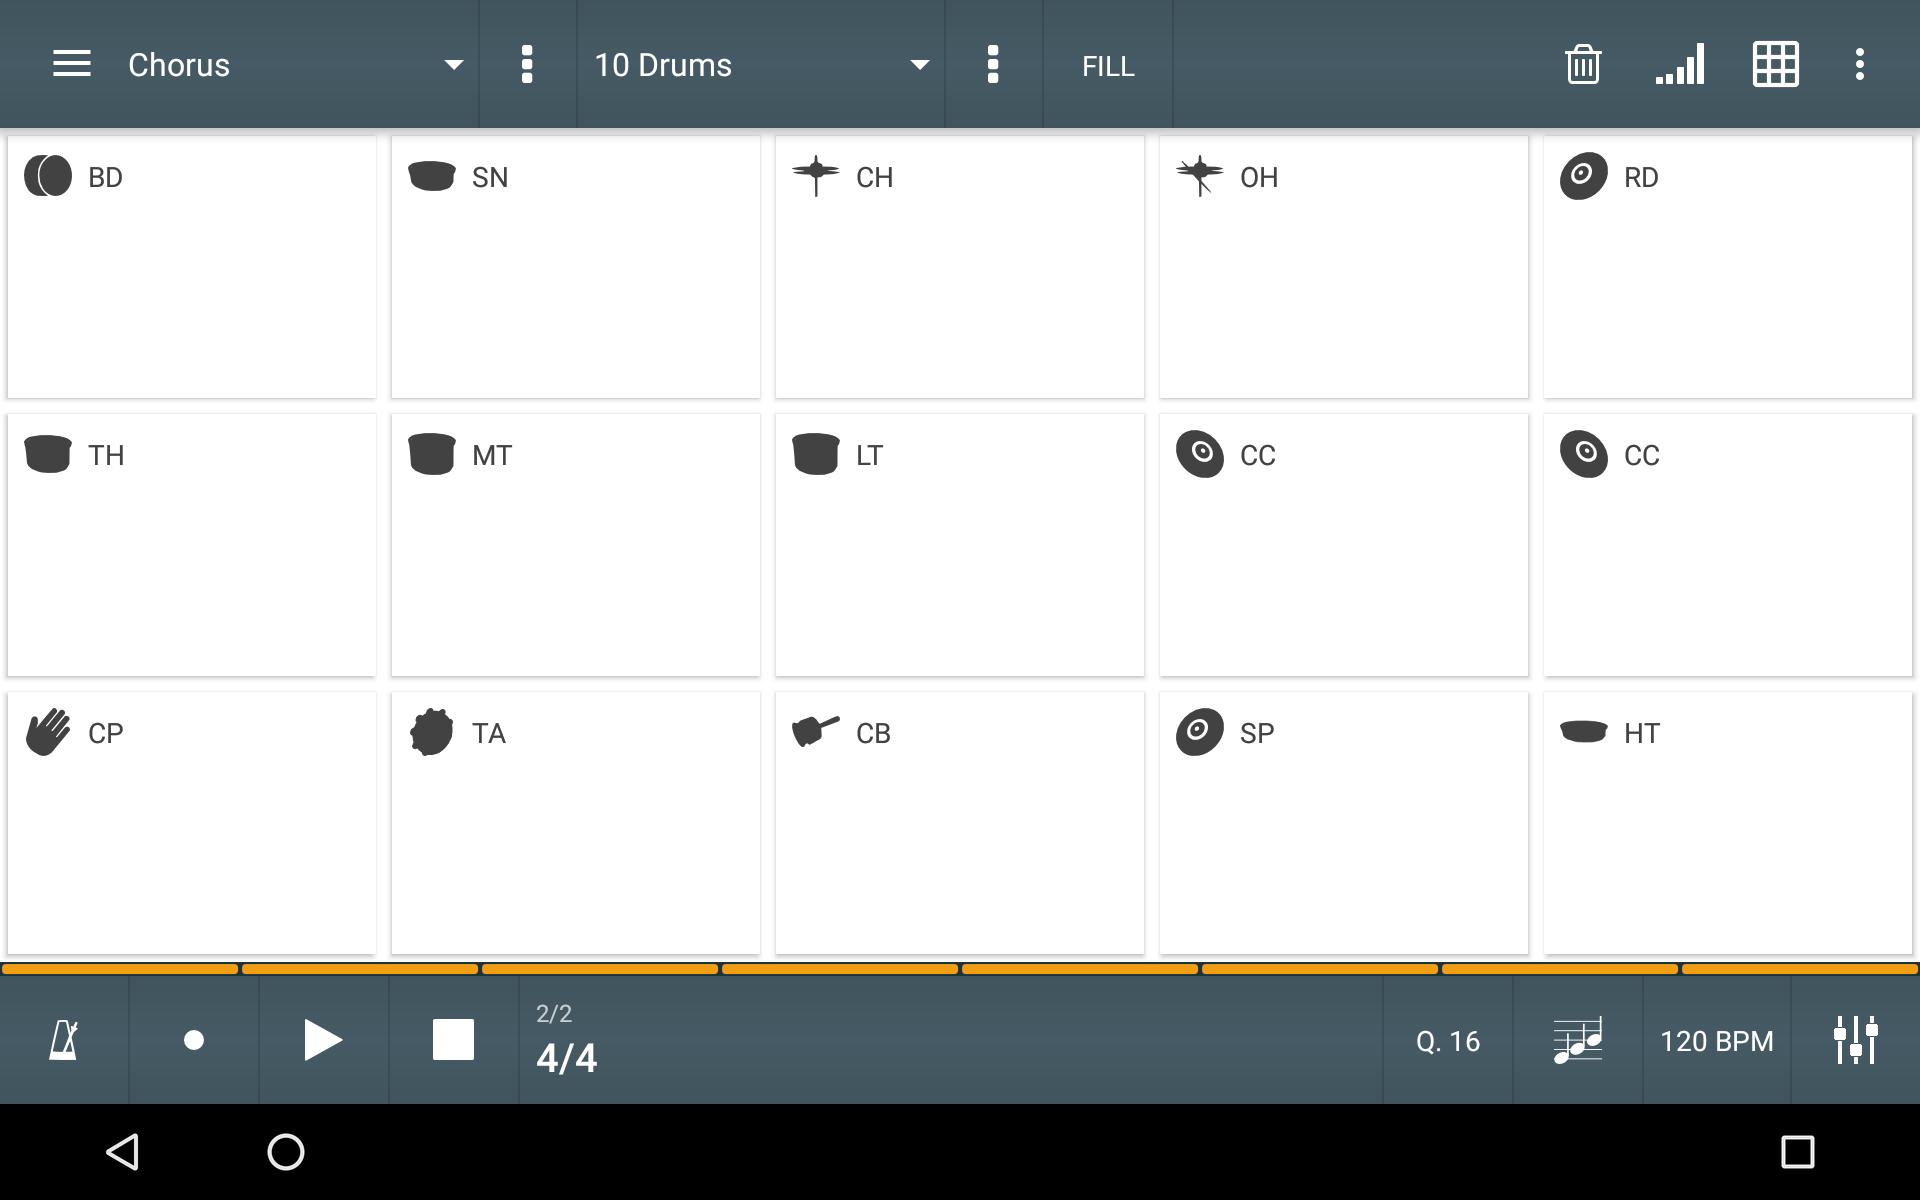 Chorus
10 Drums
FILL
BD
SN
CH
OH
RD
TH
MT
LT
CC
CC
CP
TA
CB
SP
HT
2/2
4/4
Q. 16
120 BPM